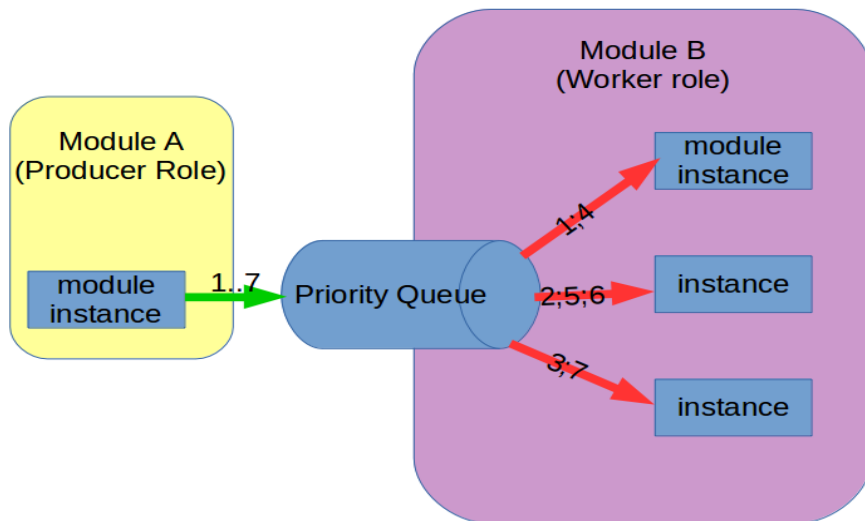 Module A
(Producer Role)
module
instance
1..7
Priority Queue
Module B
(Worker role)
1;4
module
instance
2;5;6
instance
3;7
instance